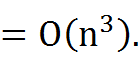 = O(n³).